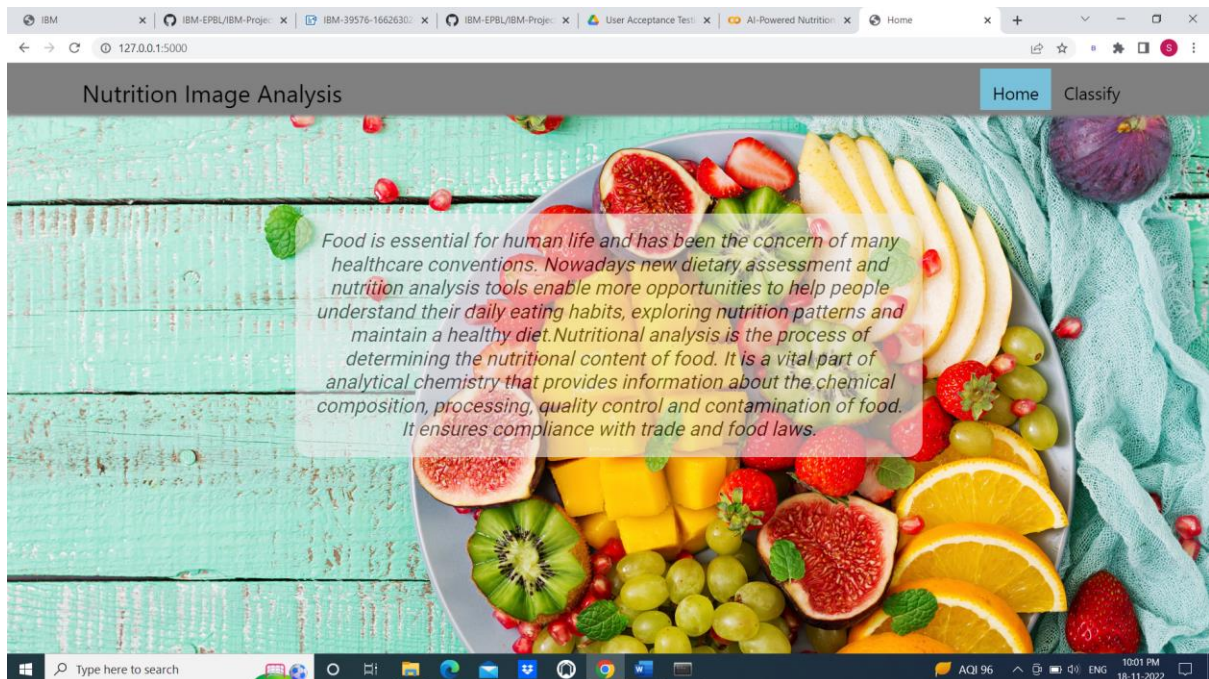 IBM
IBM-EPBL/IBM-Projec
IBM-39576-16626302
IBM-EPBL/IBM-Projec
User Acceptance Testi
AI-Powered Nutrition
Home
127.0.0.1:5000
S
Nutrition Image Analysis
Home
Classify
Food is essential for human life and has been the concern of many
healthcare conventions. Nowadays new dietary assessment and
nutrition analysis tools enable more opportunities to help people
understand their daily eating habits, exploring nutrition patterns and
maintain a healthy diet.Nutritional analysis is the process of
determining the nutritional content of food. It is a vital part of
analytical chemistry that provides information about the chemical
composition, processing, quality control and contamination of food.
It ensures compliance with trade and food laws.
Type here to search
AQI 96
ENG
10:01 PM
18-11-2022